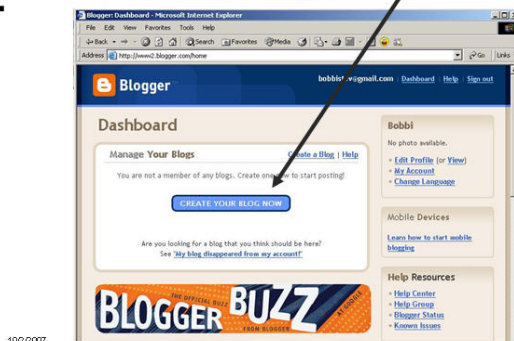 Blogger: Dashboard - Microsoft Internet Explorer
File Edit View Favorites Tools Help
Back Search Favorites Media
Address http://www2.blogger.com/home Go Links
Blogger
Dashboard | Help | Sign out
Dashboard
Manage Your Blogs
Create a Blog | Help
You are not a member of any blogs. Create one now to start posting!
CREATE YOUR BLOG NOW
Are you looking for a blog that you think should be here?
See "My blog disappeared from my account!"
BLOGGER BUZZ
THE OFFICIAL BUZZ
FROM BLOGGER
AT GOOGLE
Bobbi
No photo available.
Edit Profile (or View)
My Account
Change Language
Mobile Devices
Learn how to start mobile
blogging
Help Resources
Help Center
Help Group
Blogger Status
Known Issues